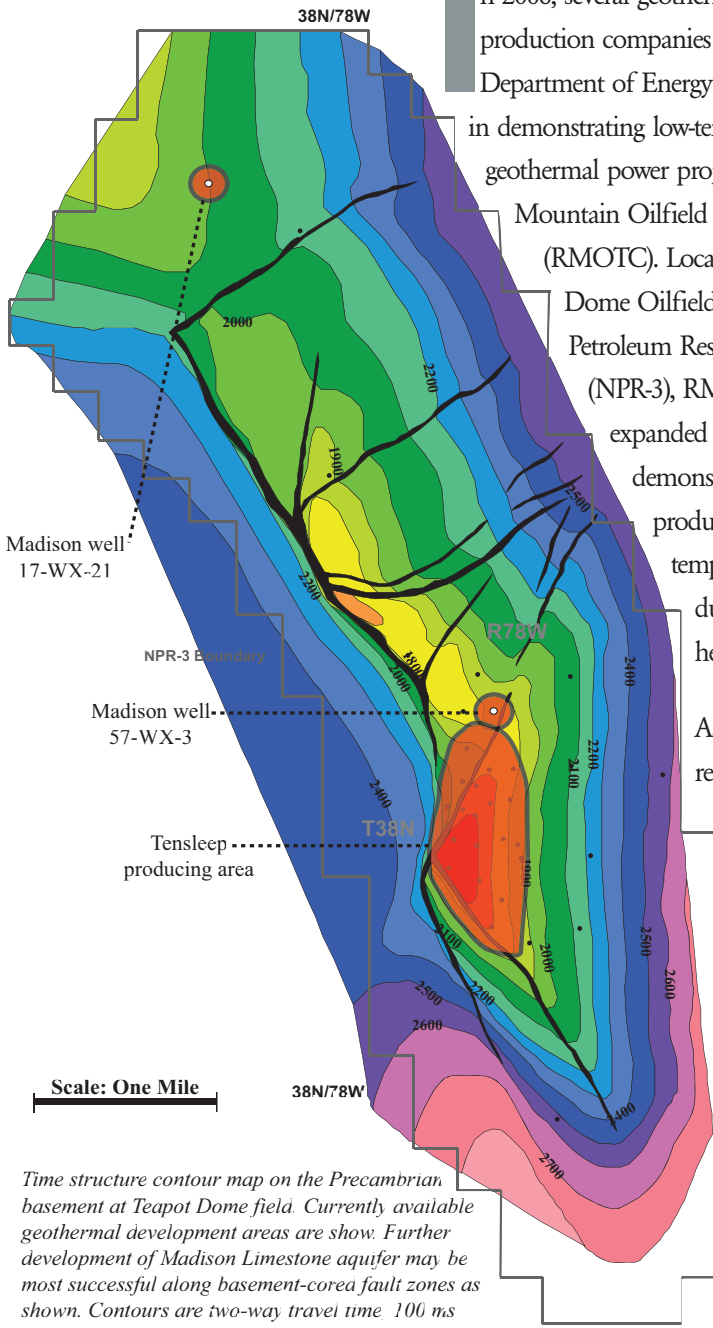 38N/78W
production companies
Department of Energy
in demonstrating low-te
geothermal power pro
Mountain Oilfield
(RMOTC). Loca
Dome Oilfield
Petroleum Res
(NPR-3), RM
expanded
demons
produ
temp
du
he
A
re
2000
2200
1900
2500
Madison well
17-WX-21
2200
R78W
NPR-3 Boundary
1800
2000
2400
Madison well
57-WX-3
2200
2100
2400
T38N
Tensleep
producing area
1900
2100
2000
2500
2600
2500
2200
2600
Scale: One Mile
38N/78W
2400
2700
Time structure contour map on the Precambrian
basement at Teapot Dome field. Currently available
geothermal development areas are show. Further
development of Madison Limestone aquifer may be
most successful along basement-cored fault zones as
shown. Contours are two-way travel time, 100 ms